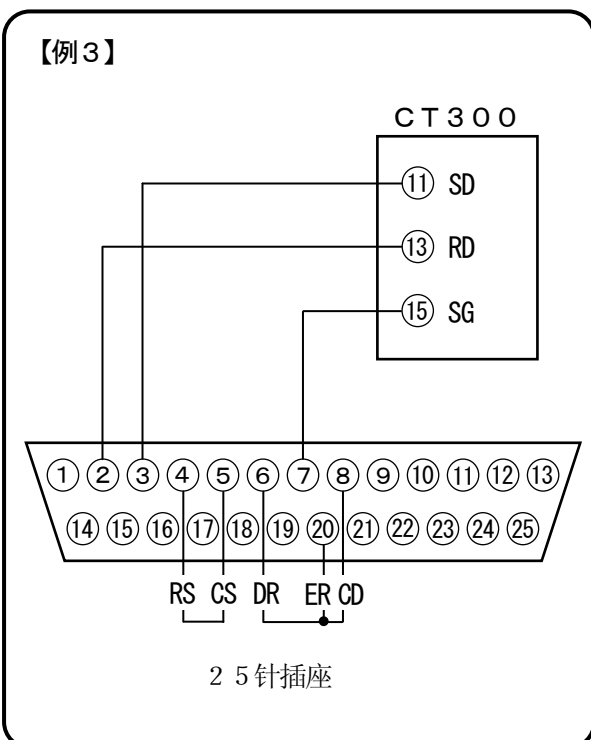 【例３】
ＣＴ３００
⑪ SD
⑬ RD
⑮ SG
① ② ③ ④ ⑤ ⑥ ⑦ ⑧ ⑨ ⑩ ⑪ ⑫ ⑬
⑭ ⑮ ⑯ ⑰ ⑱ ⑲ ⑳ ㉑ ㉒ ㉓ ㉔ ㉕
RS CS DR ER CD
２５针插座